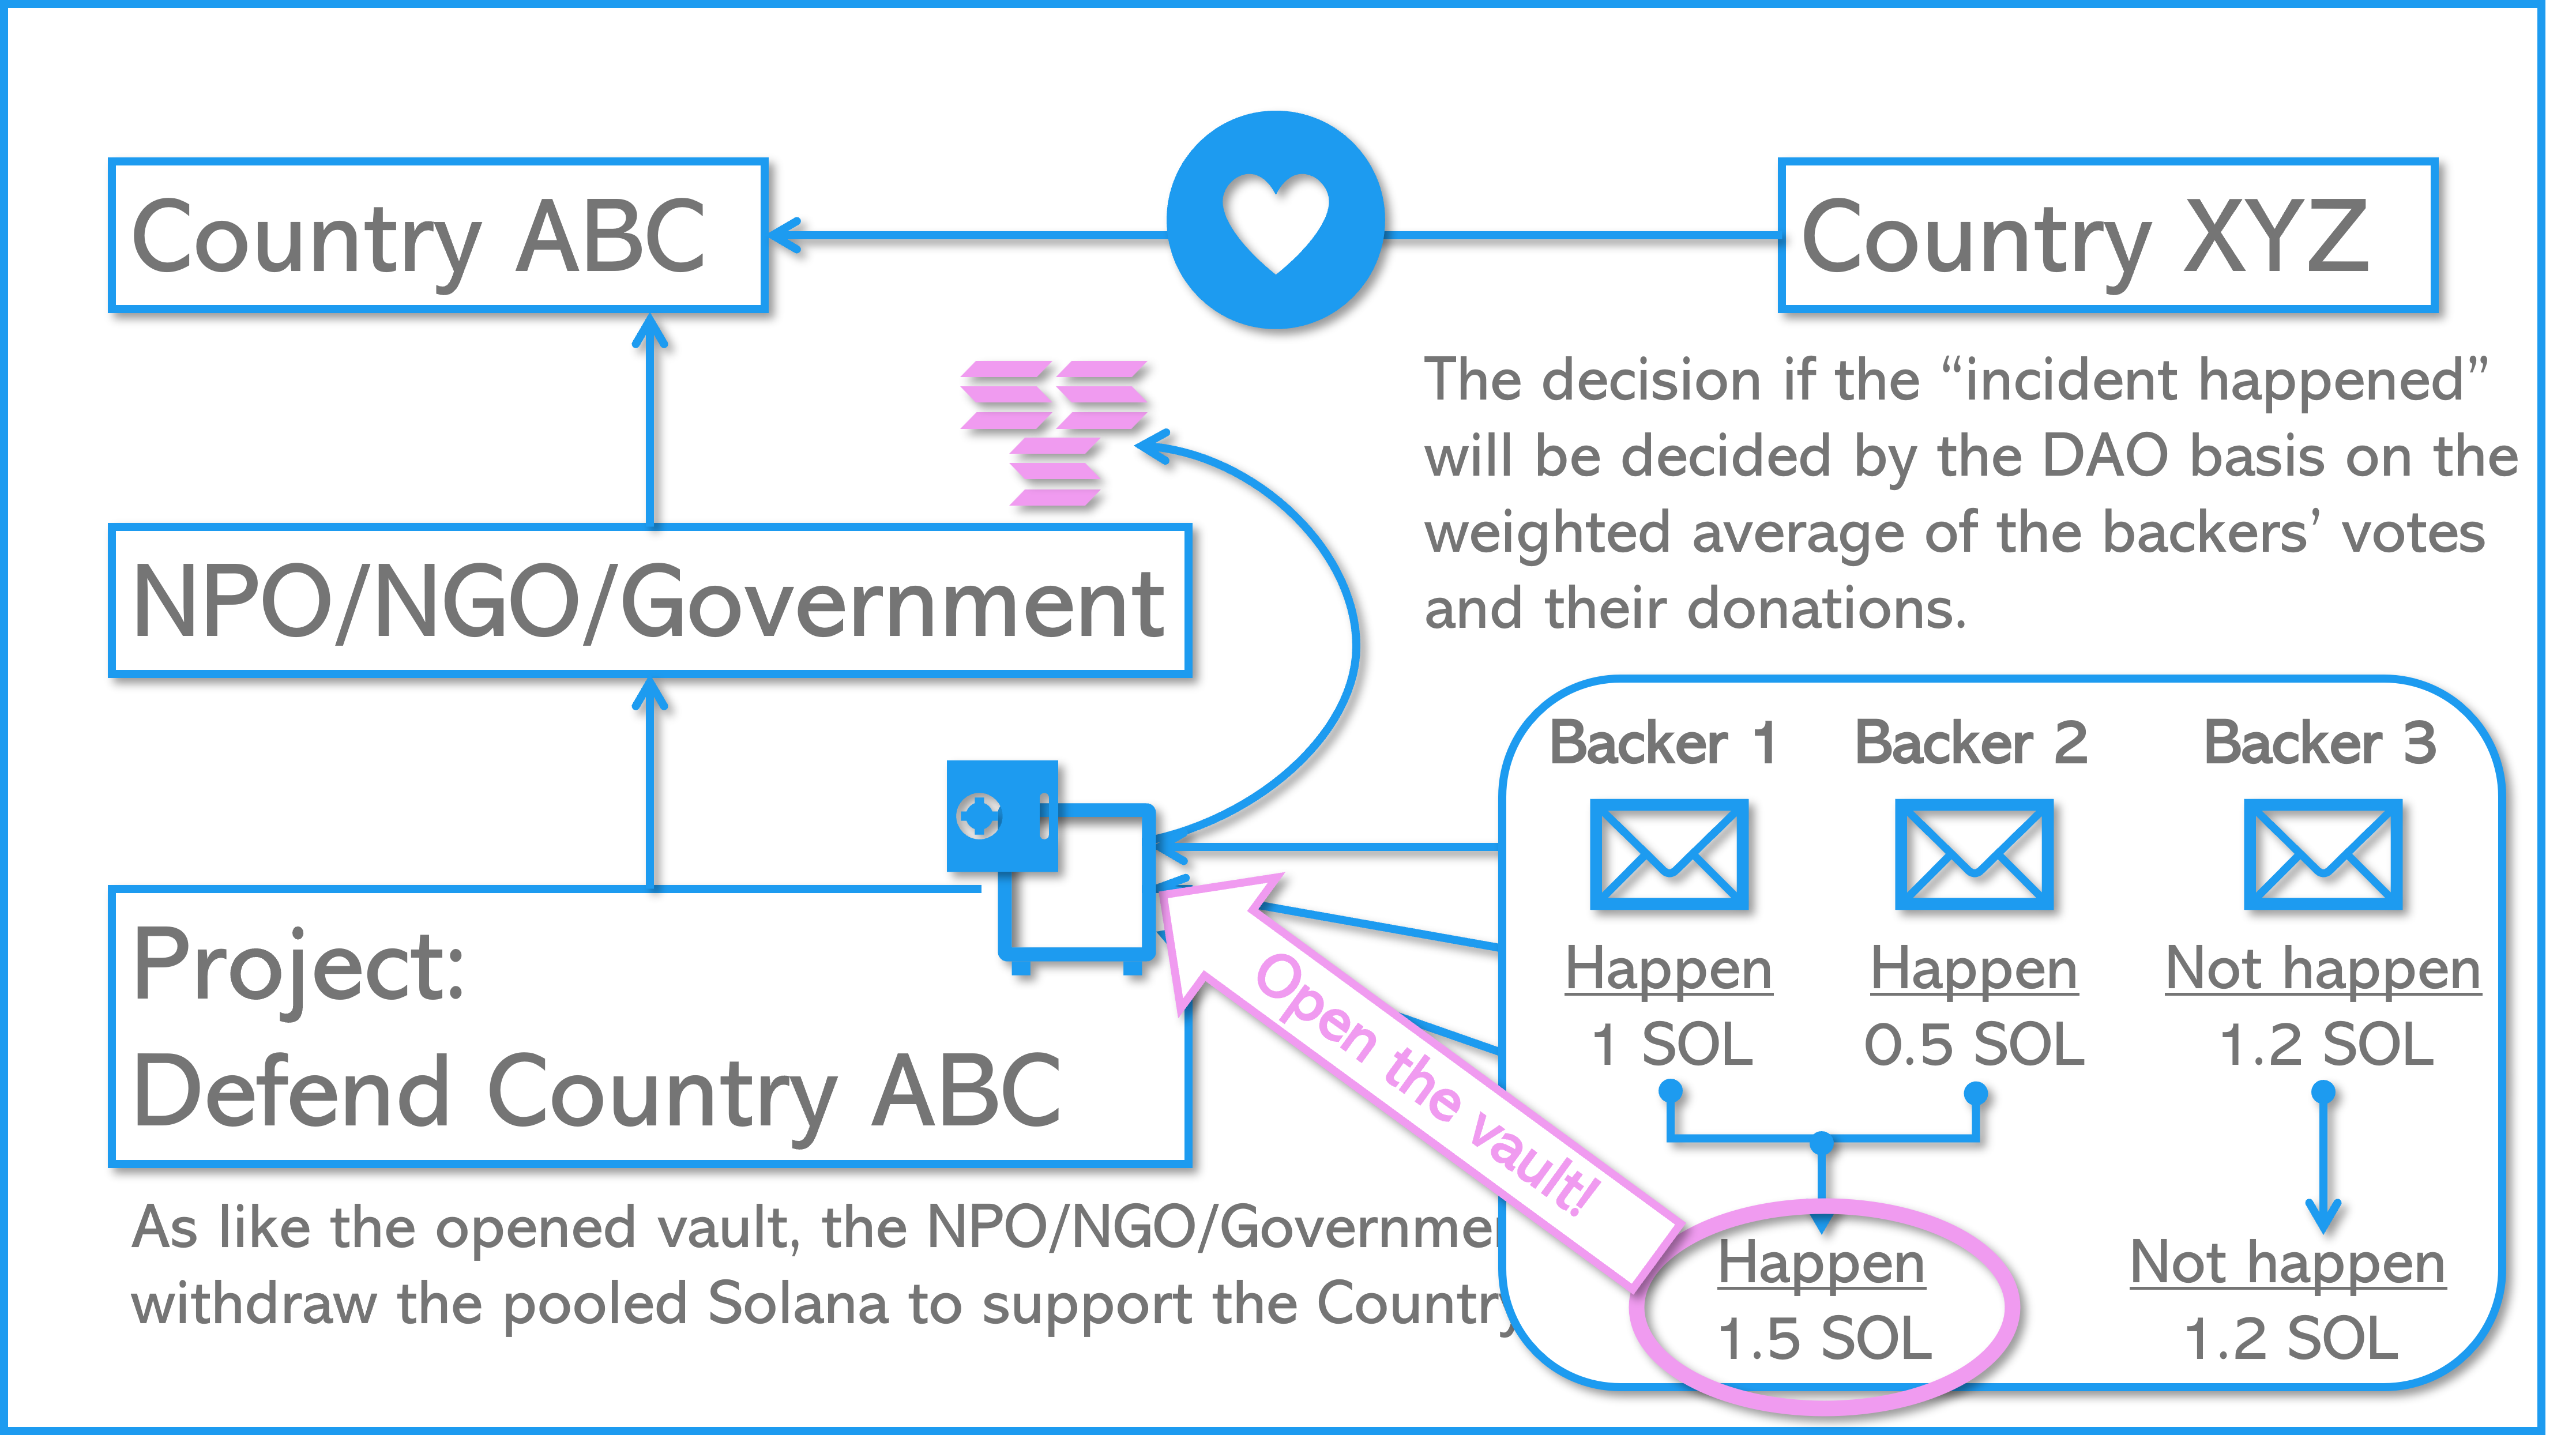 Country ABC
Country XYZ
The decision if the “incident happened”
will be decided by the DAO basis on the
weighted average of the backers’ votes
and their donations.
NPO/NGO/Government
Project:
Defend Country ABC
As like the opened vault, the NPO/NGO/Governme
withdraw the pooled Solana to support the Country
Open the vault!
Backer 1
Backer 2
Backer 3
Happen
Happen
Not happen
1 SOL
0.5 SOL
1.2 SOL
Happen
Not happen
1.5 SOL
1.2 SOL